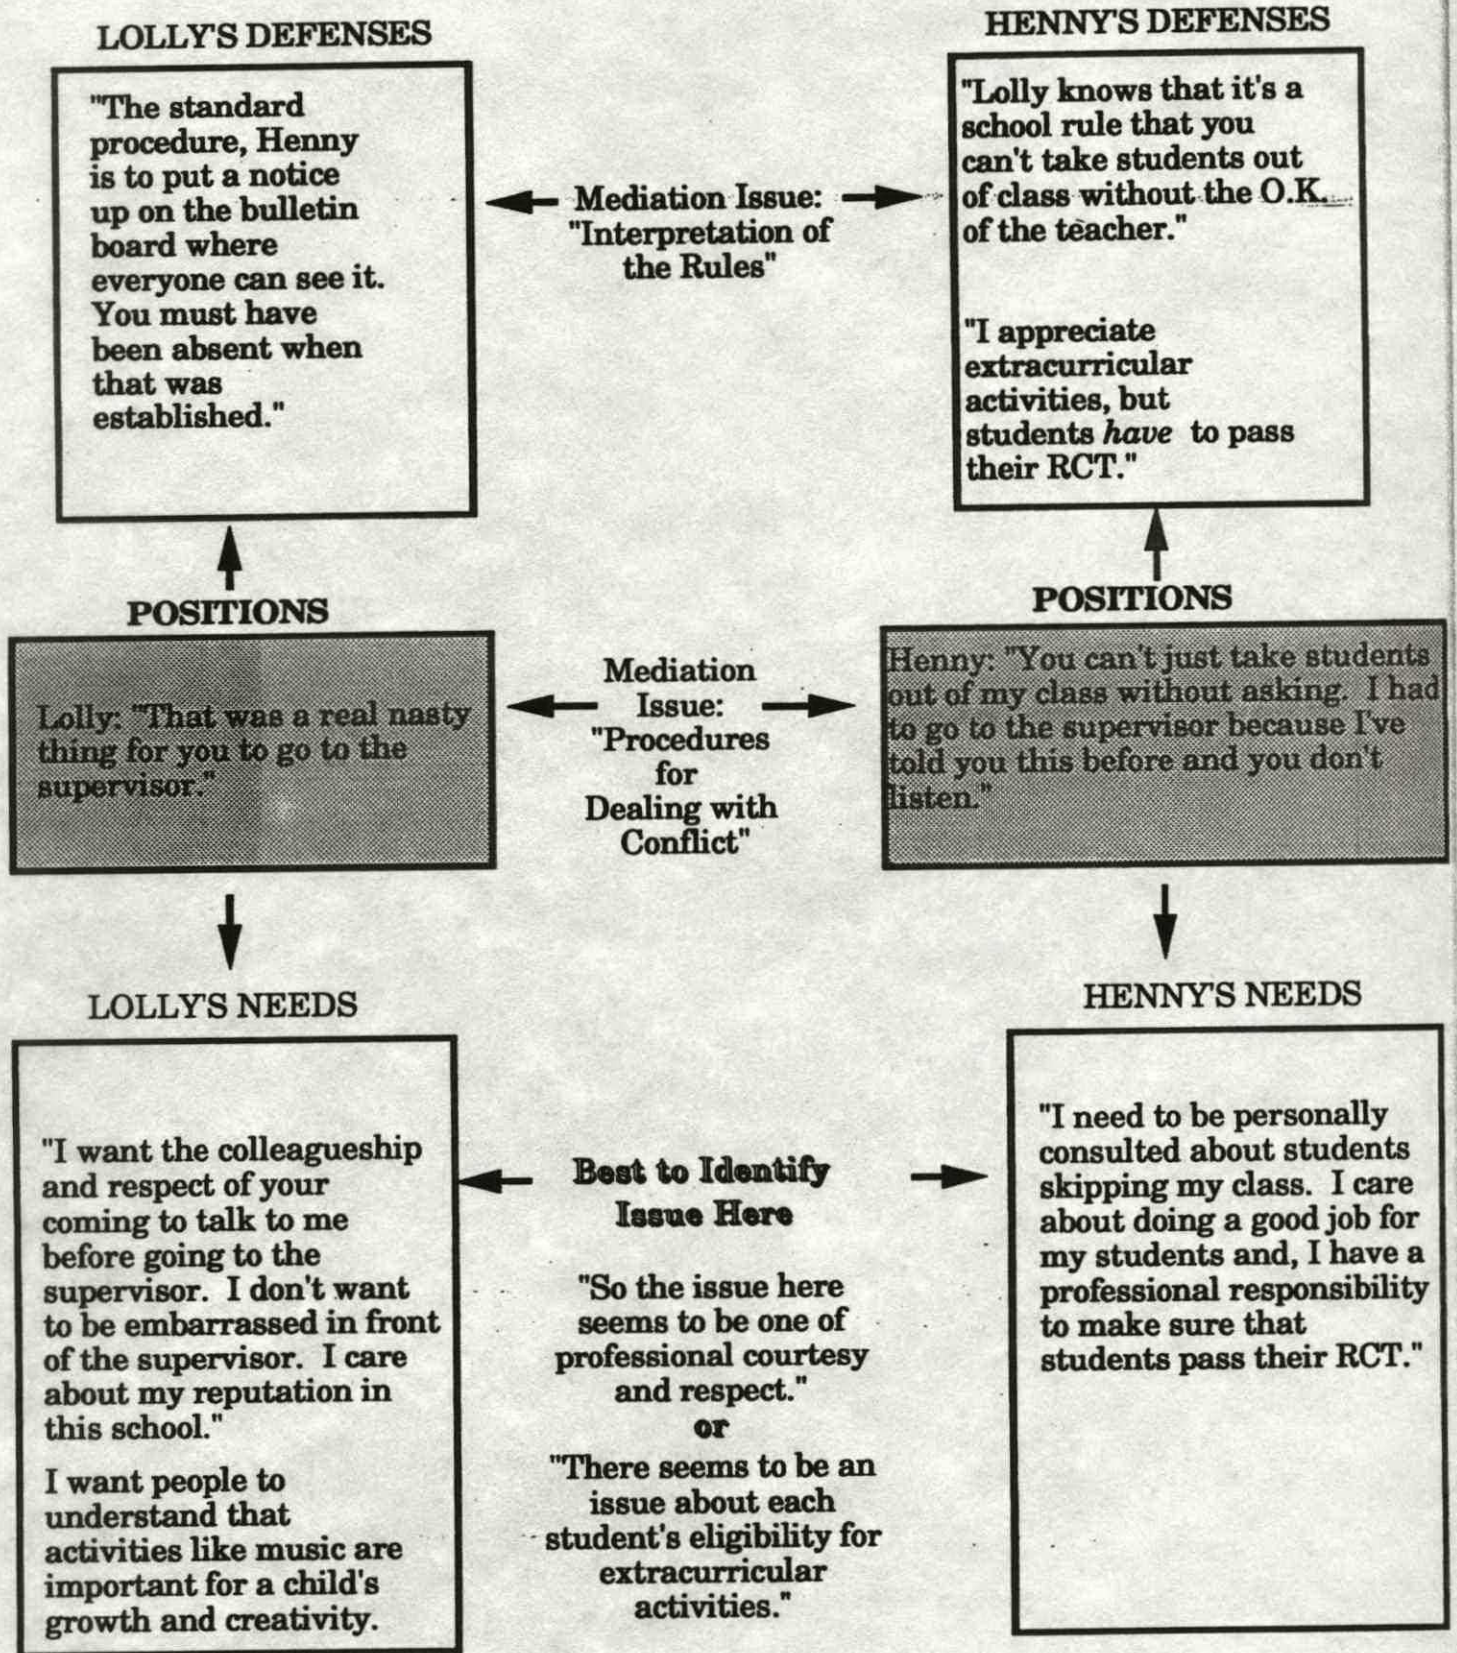 LOLLY'S DEFENSES
"The standard
procedure, Henny
is to put a notice
up on the bulletin
board where
everyone can see it.
You must have
been absent when
that was
established."
Mediation Issue:
"Interpretation of
the Rules"
HENNY'S DEFENSES
"Lolly knows that it's a
school rule that you
can't take students out
of class without the O.K.
of the teacher."
"I appreciate
extracurricular
activities, but
students have to pass
their RCT."
POSITIONS
Lolly: "That was a real nasty
thing for you to go to the
supervisor."
Mediation
Issue:
"Procedures
for
Dealing with
Conflict"
POSITIONS
Henny: "You can't just take students
out of my class without asking. I had
to go to the supervisor because I've
told you this before and you don't
listen."
LOLLY'S NEEDS
"I want the colleagueship
and respect of your
coming to talk to me
before going to the
supervisor. I don't want
to be embarrassed in front
of the supervisor. I care
about my reputation in
this school."
I want people to
understand that
activities like music are
important for a child's
growth and creativity.
Best to Identify
Issue Here
"So the issue here
seems to be one of
professional courtesy
and respect."
or
"There seems to be an
issue about each
student's eligibility for
extracurricular
activities."
HENNY'S NEEDS
"I need to be personally
consulted about students
skipping my class. I care
about doing a good job for
my students and, I have a
professional responsibility
to make sure that
students pass their RCT."